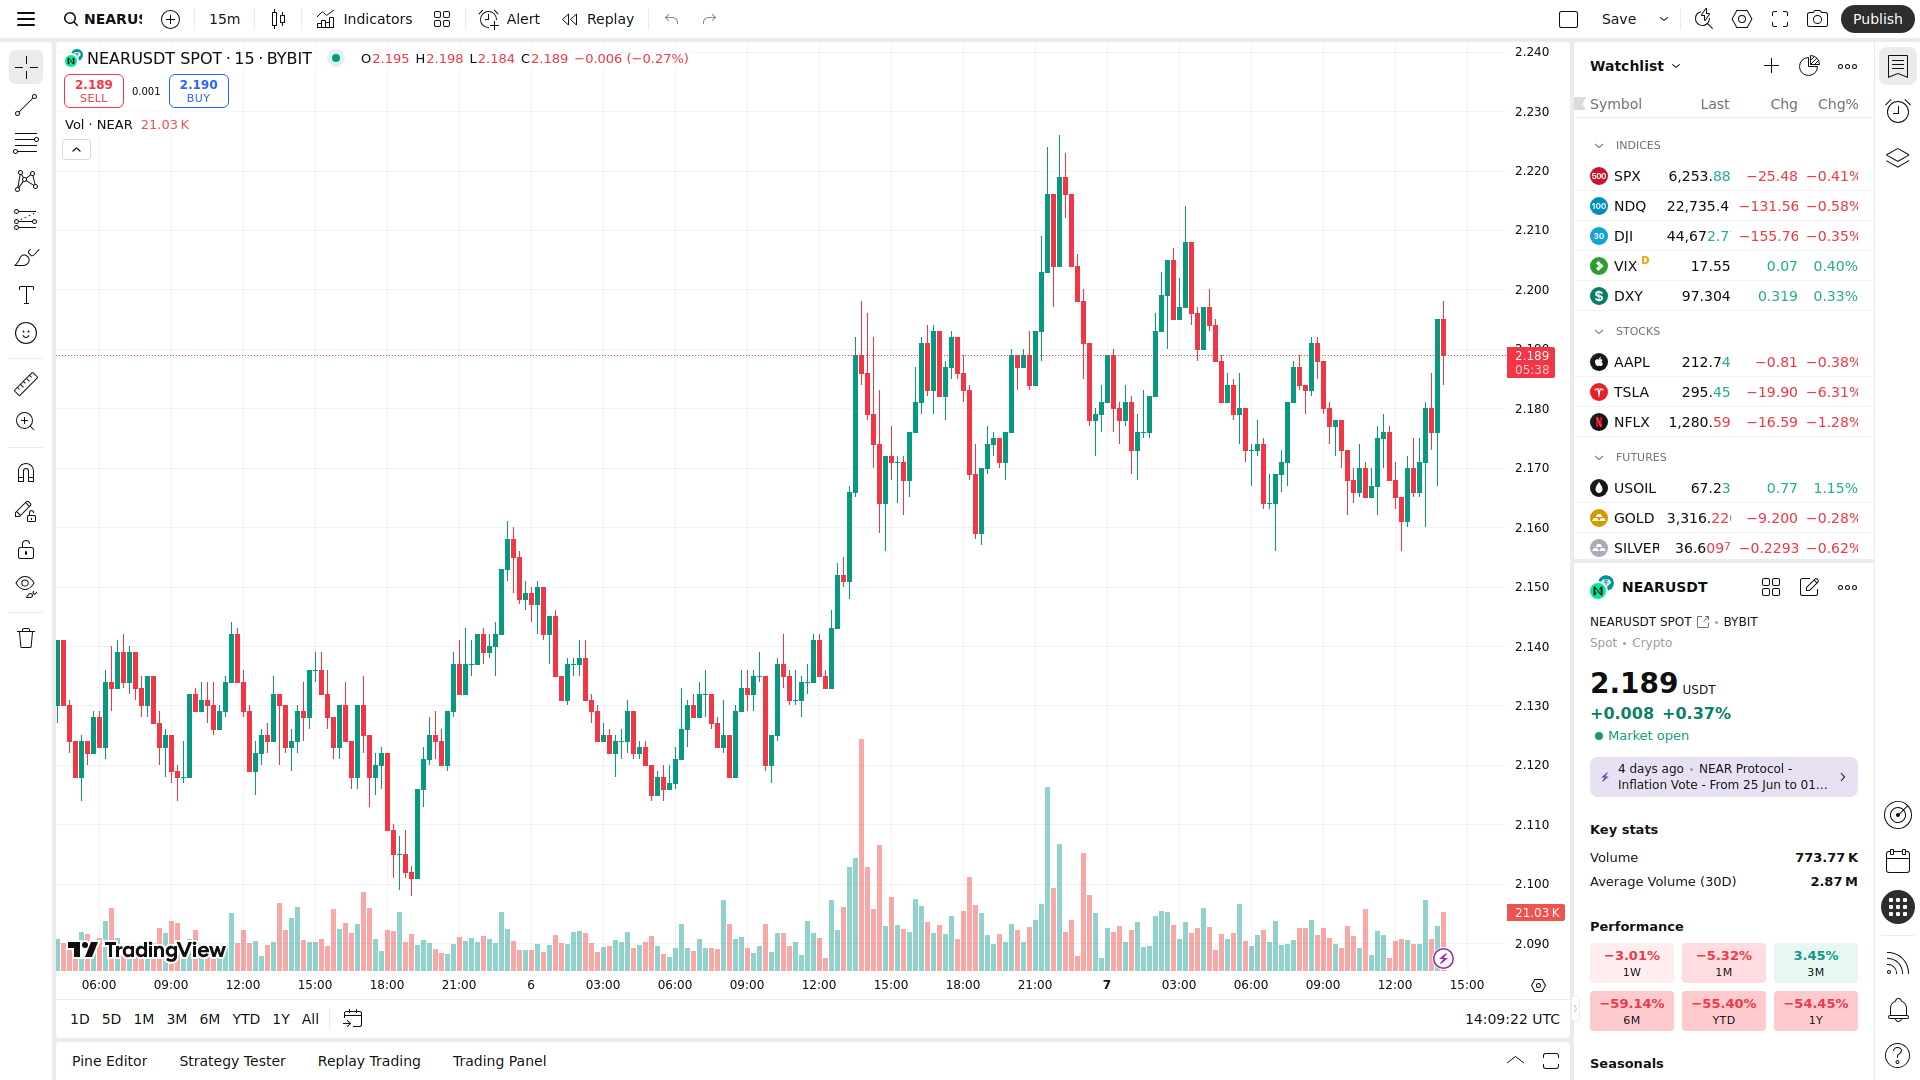 NEARUS
15m
Indicators
Alert
Replay
Save
Publish
NEARUSDT SPOT · 15 · BYBIT
O2.195 H2.198 L2.184 C2.189 −0.006 (−0.27%)
2.189
SELL
0.001
2.190
BUY
Vol · NEAR 21.03 K
2.240
2.230
2.220
2.210
2.200
2.190
2.189
05:38
2.180
2.170
2.160
2.150
2.140
2.130
2.120
2.110
2.100
21.03 K
2.090
TradingView
06:00 09:00 12:00 15:00 18:00 21:00 6 03:00 06:00 09:00 12:00 15:00 18:00 21:00 7 03:00 06:00 09:00 12:00 15:00
1D 5D 1M 3M 6M YTD 1Y All
14:09:22 UTC
Pine Editor
Strategy Tester
Replay Trading
Trading Panel
Watchlist
Symbol Last Chg Chg%
INDICES
SPX 6,253.88 −25.48 −0.41%
NDQ 22,735.4 −131.56 −0.58%
DJI 44,672.7 −155.76 −0.35%
VIX D 17.55 0.07 0.40%
DXY 97.304 0.319 0.33%
STOCKS
AAPL 212.74 −0.81 −0.38%
TSLA 295.45 −19.90 −6.31%
NFLX 1,280.59 −16.59 −1.28%
FUTURES
USOIL 67.23 0.77 1.15%
GOLD 3,316.22 −9.200 −0.28%
SILVER 36.6097 −0.2293 −0.62%
NEARUSDT
NEARUSDT SPOT • BYBIT
Spot • Crypto
2.189 USDT
+0.008 +0.37%
Market open
4 days ago • NEAR Protocol -
Inflation Vote - From 25 Jun to 01...
Key stats
Volume 773.77 K
Average Volume (30D) 2.87 M
Performance
−3.01% −5.32% 3.45%
1W 1M 3M
−59.14% −55.40% −54.45%
6M YTD 1Y
Seasonals